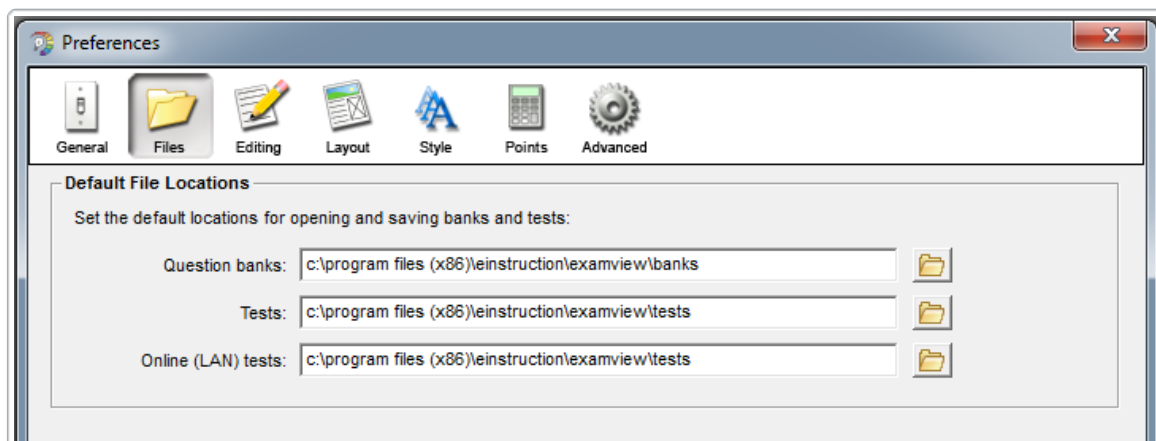 Preferences
General Files Editing Layout Style Points Advanced
Default File Locations
Set the default locations for opening and saving banks and tests:
Question banks: c:\program files (x86)\einstruction\examview\banks
Tests: c:\program files (x86)\einstruction\examview\tests
Online (LAN) tests: c:\program files (x86)\einstruction\examview\tests